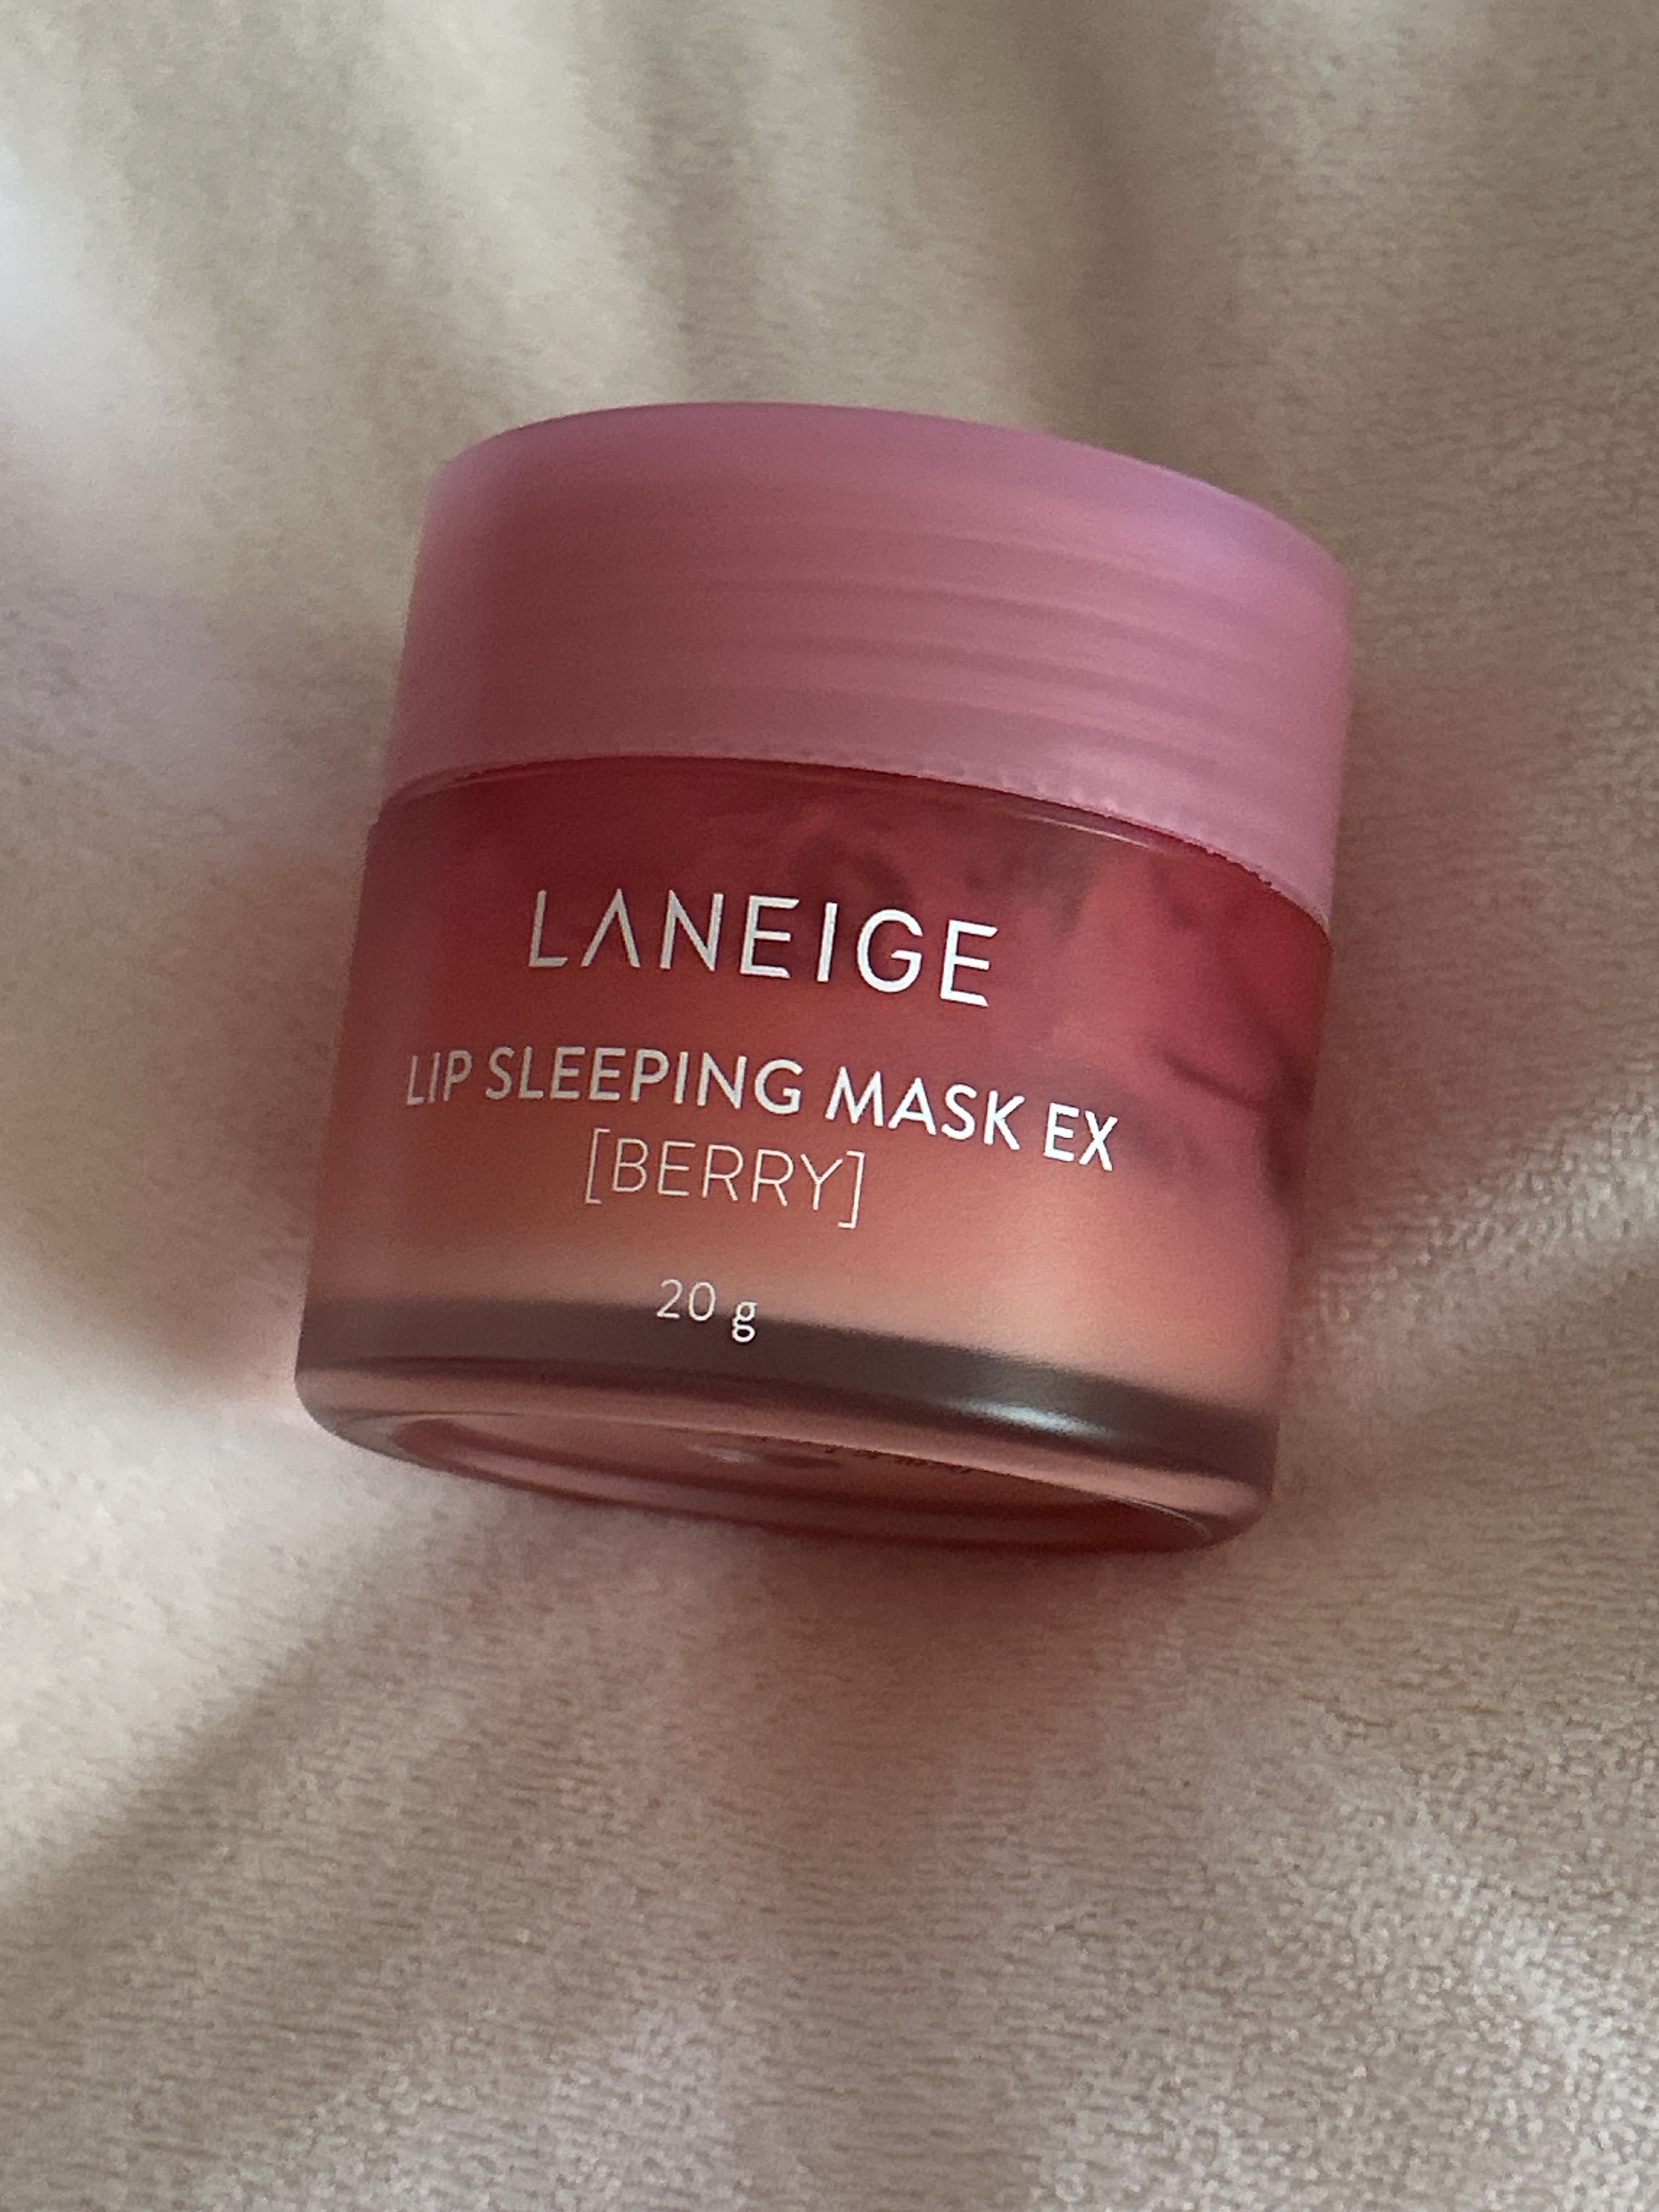 LANEIGE
LIP SLEEPING MASK EX
[BERRY]
20 g